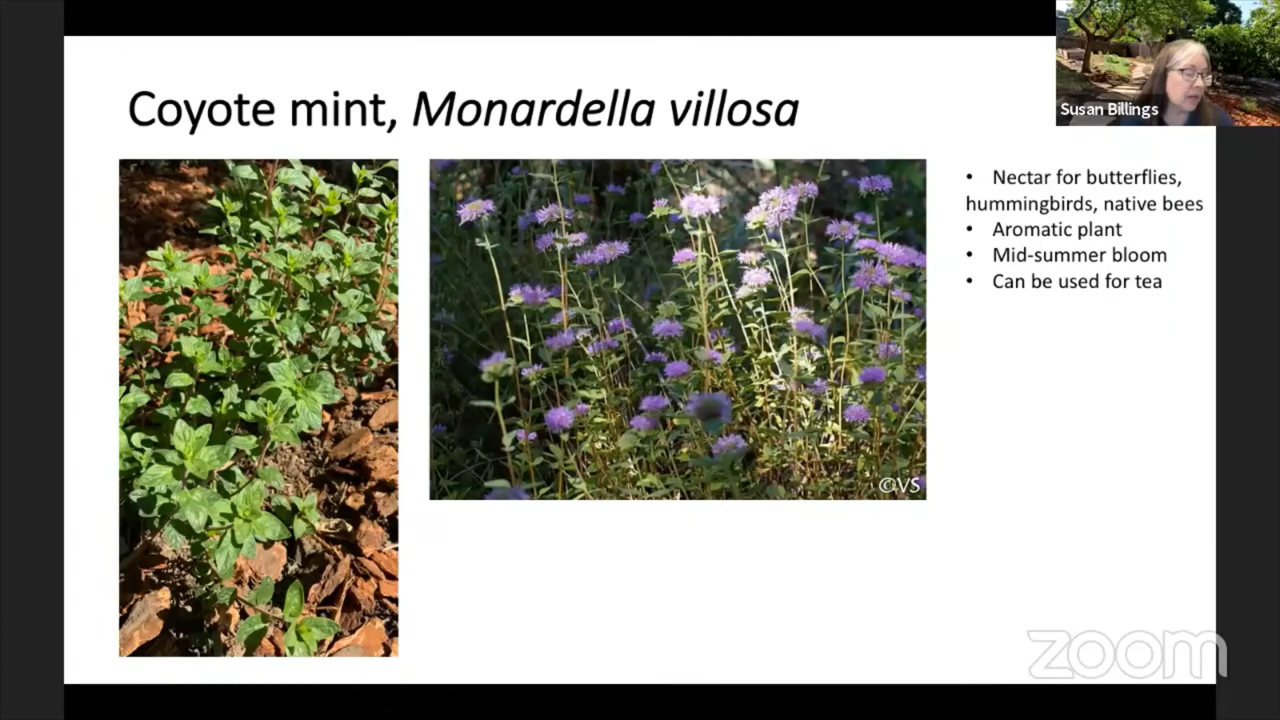 Coyote mint, Monardella villosa
Susan Billings
• Nectar for butterflies,
hummingbirds, native bees
• Aromatic plant
• Mid-summer bloom
• Can be used for tea
©VS
zoom